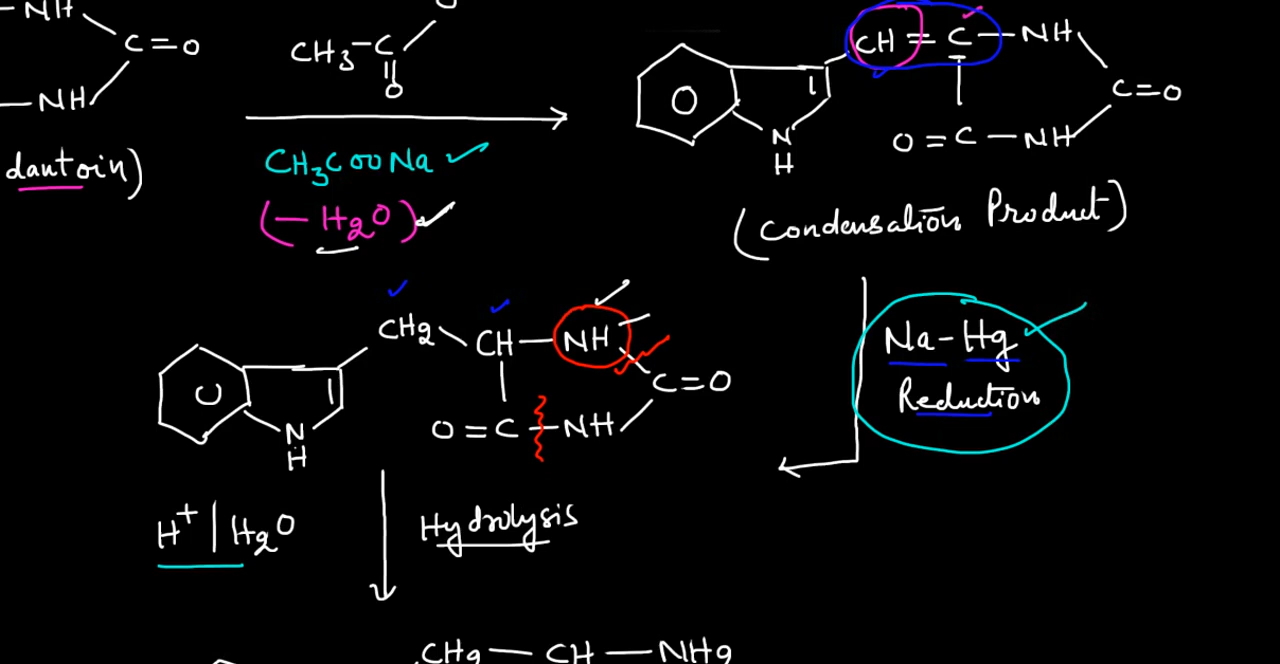 -NH
C=O
-NH
dantoin)
CH3-C
O
CH3COONa
(-H2O)
CH=C-NH
C=O
O=C-NH
N
H
(Condensation Product)
Na-Hg
Reduction
CH2
CH-NH
C=O
O=C-NH
N
H
H+|H2O
Hydrolysis
CH2-CH-NH2